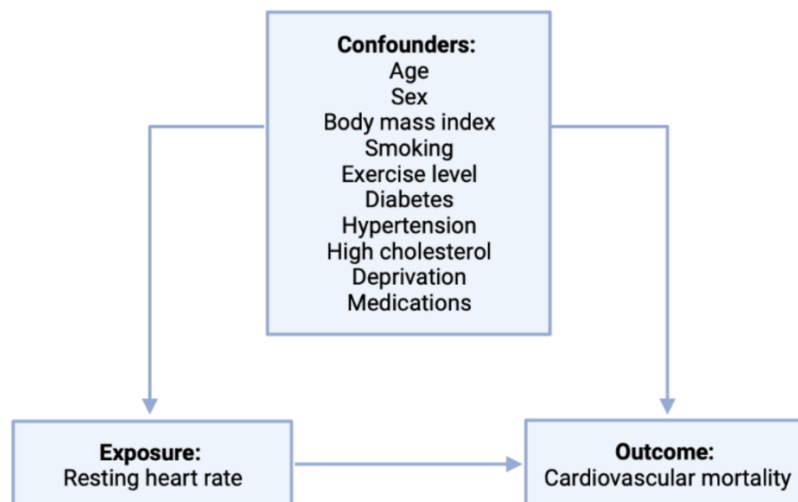 Confounders:
Age
Sex
Body mass index
Smoking
Exercise level
Diabetes
Hypertension
High cholesterol
Deprivation
Medications
Exposure:
Resting heart rate
Outcome:
Cardiovascular mortality